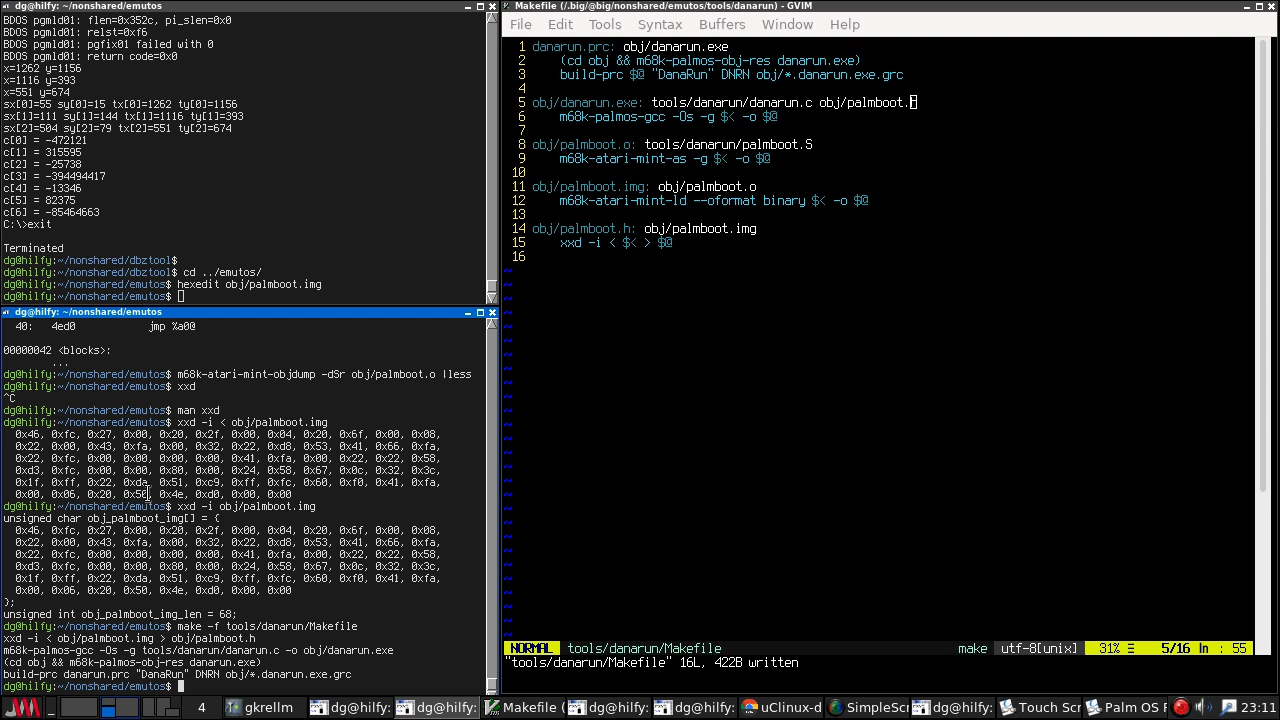 dg@hilfy: ~/nonshared/emutos
BDOS pgmld01: flen=0x352c, pi_slen=0x0
BDOS pgmld01: relst=0xf6
BDOS pgmld01: pgfix01 failed with 0
BDOS pgmld01: return code=0x0
x=1262 y=1156
x=1116 y=393
x=551 y=674
sx[0]=55 sy[0]=15 tx[0]=1262 ty[0]=1156
sx[1]=111 sy[1]=144 tx[1]=1116 ty[1]=393
sx[2]=504 sy[2]=79 tx[2]=551 ty[2]=674
c[0] = -472121
c[1] = 315595
c[2] = -25738
c[3] = -394494417
c[4] = -13346
c[5] = 82375
c[6] = -85464663
C:\>exit
Terminated
dg@hilfy:~/nonshared/dbztool$
dg@hilfy:~/nonshared/dbztool$ cd ../emutos/
dg@hilfy:~/nonshared/emutos$ hexedit obj/palmboot.img
dg@hilfy:~/nonshared/emutos$
dg@hilfy: ~/nonshared/emutos
40: 4ed0 jmp %a0@
00000042 <blocks>:
...
dg@hilfy:~/nonshared/emutos$ m68k-atari-mint-objdump -dSr obj/palmboot.o |less
dg@hilfy:~/nonshared/emutos$ xxd
^C
dg@hilfy:~/nonshared/emutos$ man xxd
dg@hilfy:~/nonshared/emutos$ xxd -i < obj/palmboot.img
0x46, 0xfc, 0x27, 0x00, 0x20, 0x2f, 0x00, 0x04, 0x20, 0x6f, 0x00, 0x08,
0x22, 0x00, 0x43, 0xfa, 0x00, 0x32, 0x22, 0xd8, 0x53, 0x41, 0x66, 0xfa,
0x22, 0x00, 0x00, 0x00, 0x00, 0x00, 0x41, 0xfa, 0x00, 0x22, 0x22, 0x58,
0xd3, 0xfc, 0x00, 0x00, 0x80, 0x00, 0x24, 0x58, 0x67, 0x0c, 0x32, 0x3c,
0x1f, 0xff, 0x22, 0xda, 0x51, 0xc9, 0xff, 0xfc, 0x60, 0xf0, 0x41, 0xfa,
0x00, 0x0c, 0x20, 0x50, 0x4e, 0xd0, 0x00, 0x00
dg@hilfy:~/nonshared/emutos$ xxd -i obj/palmboot.img
unsigned char obj_palmboot_img[] = {
0x46, 0xfc, 0x27, 0x00, 0x20, 0x2f, 0x00, 0x04, 0x20, 0x6f, 0x00, 0x08,
0x22, 0x00, 0x43, 0xfa, 0x00, 0x32, 0x22, 0xd8, 0x53, 0x41, 0x66, 0xfa,
0x22, 0x00, 0x00, 0x00, 0x00, 0x00, 0x41, 0xfa, 0x00, 0x22, 0x22, 0x58,
0xd3, 0xfc, 0x00, 0x00, 0x80, 0x00, 0x24, 0x58, 0x67, 0x0c, 0x32, 0x3c,
0x1f, 0xff, 0x22, 0xda, 0x51, 0xc9, 0xff, 0xfc, 0x60, 0xf0, 0x41, 0xfa,
0x00, 0x0c, 0x20, 0x50, 0x4e, 0xd0, 0x00, 0x00
};
unsigned int obj_palmboot_img_len = 68;
dg@hilfy:~/nonshared/emutos$ make -f tools/danarun/Makefile
xxd -i < obj/palmboot.img > obj/palmboot.h
m68k-palmos-gcc -Os -g tools/danarun/danarun.c -o obj/danarun.exe
(cd obj && m68k-palmos-obj-res danarun.exe)
build-prc danarun.prc "DanaRun" DNRN obj/*.danarun.exe.grc
dg@hilfy:~/nonshared/emutos$
Makefile (/.big/@big/nonshared/emutos/tools/danarun) - GVIM
File Edit Tools Syntax Buffers Window Help
1 danarun.prc: obj/danarun.exe
2 (cd obj && m68k-palmos-obj-res danarun.exe)
3 build-prc $@ "DanaRun" DNRN obj/*.danarun.exe.grc
4
5 obj/danarun.exe: tools/danarun/danarun.c obj/palmboot.h
6 m68k-palmos-gcc -Os -g $< -o $@
7
8 obj/palmboot.o: tools/danarun/palmboot.S
9 m68k-atari-mint-as -g $< -o $@
10
11 obj/palmboot.img: obj/palmboot.o
12 m68k-atari-mint-ld --oformat binary $< -o $@
13
14 obj/palmboot.h: obj/palmboot.img
15 xxd -i < $< > $@
16
NORMAL tools/danarun/Makefile make utf-8[unix] 31% ☰ 5/16 ln : 55
"tools/danarun/Makefile" 16L, 422B written
4 gkrellm dg@hilfy: dg@hilfy: Makefile ( dg@hilfy: uClinux-d SimpleScr dg@hilfy: Touch Scr Palm OS F 23:11